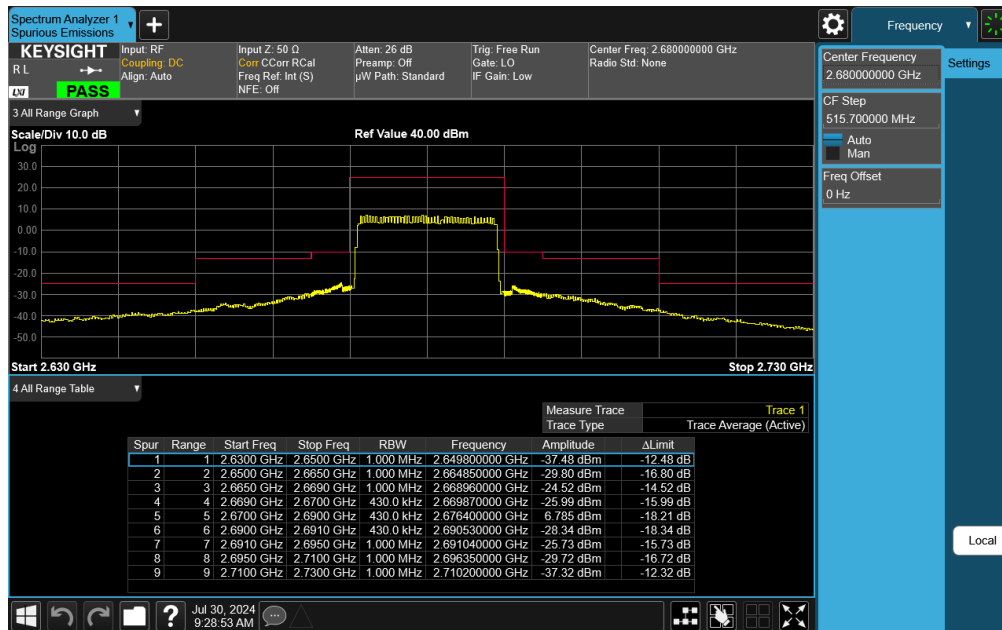 Spectrum Analyzer 1
Spurious Emissions
Frequency
KEYSIGHT
R L
LXI
PASS
Input: RF
Coupling: DC
Align: Auto
Input Z: 50 Ω
Corr CCorr RCal
Freq Ref: Int (S)
NFE: Off
Atten: 26 dB
Preamp: Off
µW Path: Standard
Trig: Free Run
Gate: LO
IF Gain: Low
Center Freq: 2.680000000 GHz
Radio Std: None
Center Frequency
2.680000000 GHz
Settings
CF Step
515.700000 MHz
Auto
Man
Freq Offset
0 Hz
Local
3 All Range Graph
Scale/Div 10.0 dB Ref Value 40.00 dBm
Log
30.0
20.0
10.0
0.00
-10.0
-20.0
-30.0
-40.0
-50.0
Start 2.630 GHz Stop 2.730 GHz
4 All Range Table
Measure Trace Trace 1
Trace Type Trace Average (Active)
Spur Range Start Freq Stop Freq RBW Frequency Amplitude ΔLimit
1 1 2.6300 GHz 2.6500 GHz 1.000 MHz 2.649800000 GHz -37.48 dBm -12.48 dB
2 2 2.6500 GHz 2.6650 GHz 1.000 MHz 2.664850000 GHz -29.80 dBm -16.80 dB
3 3 2.6650 GHz 2.6690 GHz 1.000 MHz 2.668960000 GHz -24.52 dBm -14.52 dB
4 4 2.6690 GHz 2.6700 GHz 430.0 kHz 2.669870000 GHz -25.99 dBm -15.99 dB
5 5 2.6700 GHz 2.6900 GHz 430.0 kHz 2.676400000 GHz 6.785 dBm -18.21 dB
6 6 2.6900 GHz 2.6910 GHz 430.0 kHz 2.690530000 GHz -28.34 dBm -18.34 dB
7 7 2.6910 GHz 2.6950 GHz 1.000 MHz 2.691040000 GHz -25.73 dBm -15.73 dB
8 8 2.6950 GHz 2.7100 GHz 1.000 MHz 2.696350000 GHz -29.72 dBm -16.72 dB
9 9 2.7100 GHz 2.7300 GHz 1.000 MHz 2.710200000 GHz -37.32 dBm -12.32 dB
?
Jul 30, 2024
9:28:53 AM